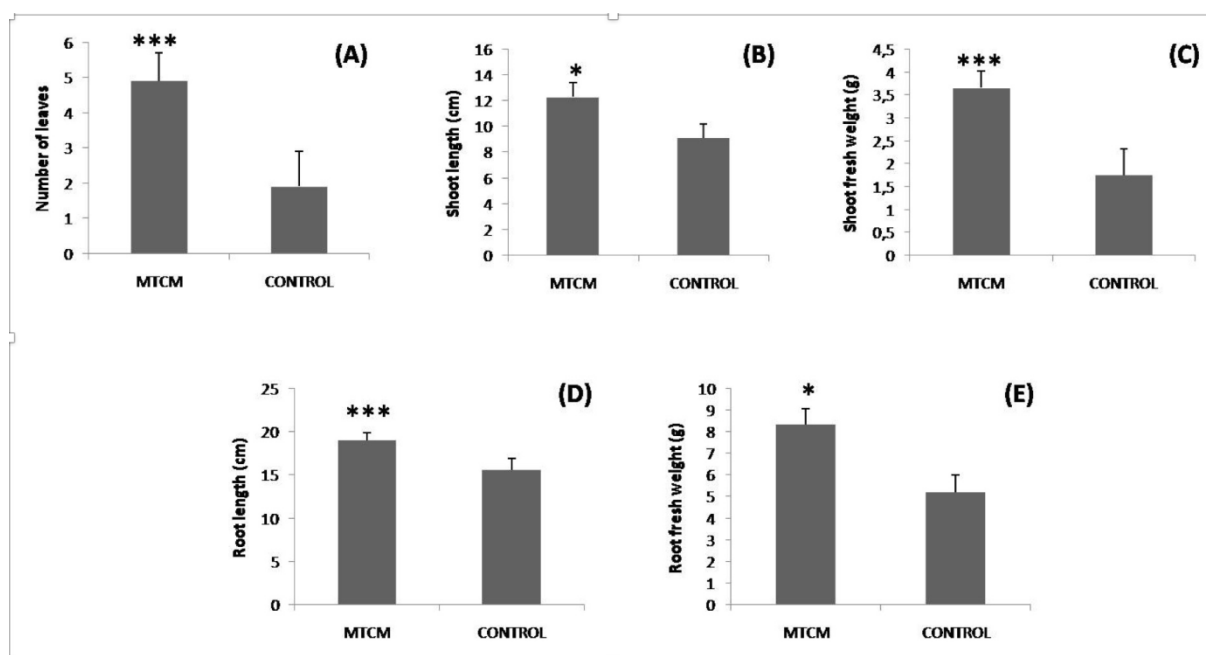 Number of leaves
6
5
4
3
2
1
0
***
(A)
MTCM
CONTROL
Shoot length (cm)
16
14
12
10
8
6
4
2
0
*
(B)
MTCM
CONTROL
Shoot fresh weight (g)
4,5
4
3,5
3
2,5
2
1,5
1
0,5
0
***
(C)
MTCM
CONTROL
Root length (cm)
25
20
15
10
5
0
***
(D)
MTCM
CONTROL
Root fresh weight (g)
10
9
8
7
6
5
4
3
2
1
0
*
(E)
MTCM
CONTROL